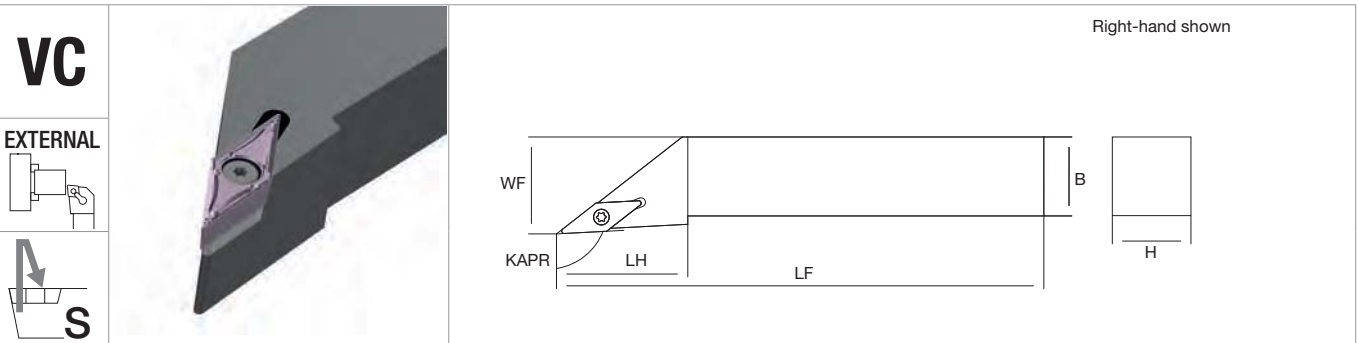 VC
EXTERNAL
S
Right-hand shown
WF
B
KAPR
LH
LF
H